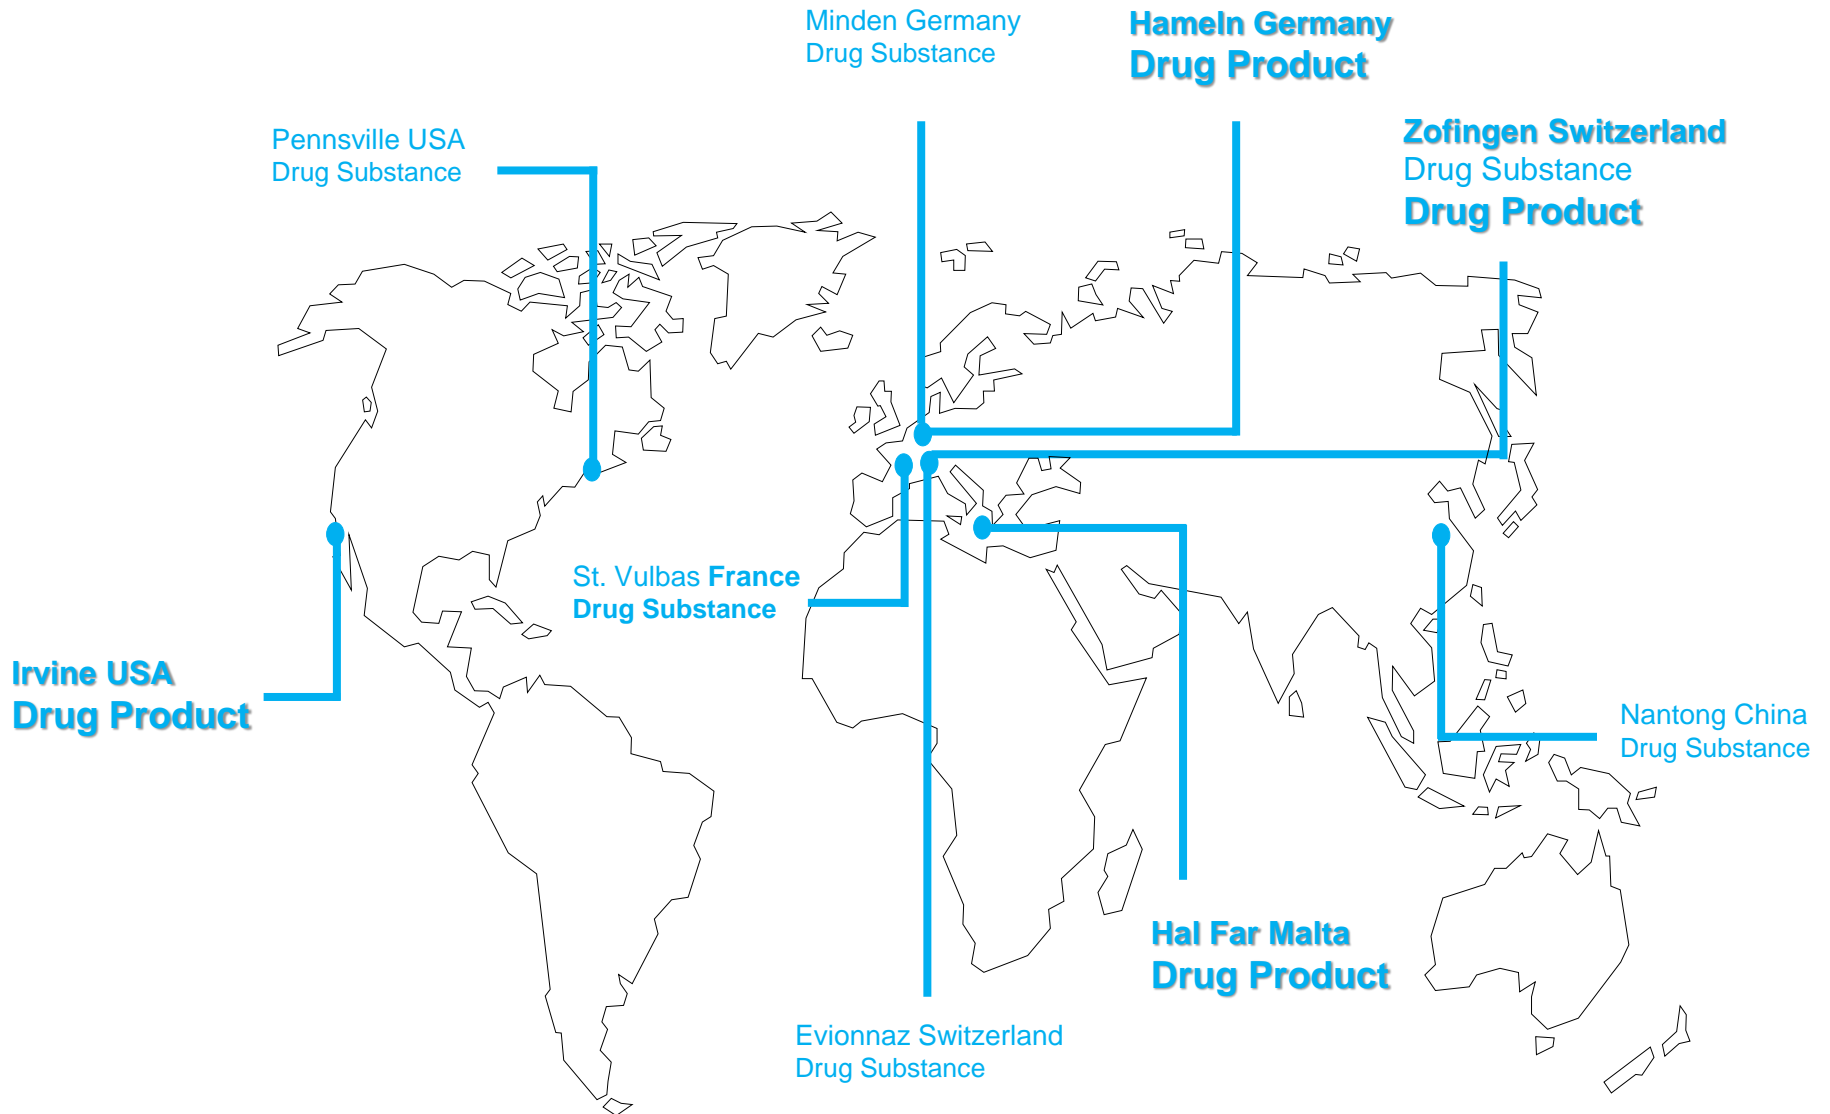 Minden Germany
Drug Substance
Hameln Germany
Drug Product
Pennsville USA
Drug Substance
Zofingen Switzerland
Drug Substance
Drug Product
St. Vulbas France
Drug Substance
Irvine USA
Drug Product
Nantong China
Drug Substance
Hal Far Malta
Drug Product
Evionnaz Switzerland
Drug Substance